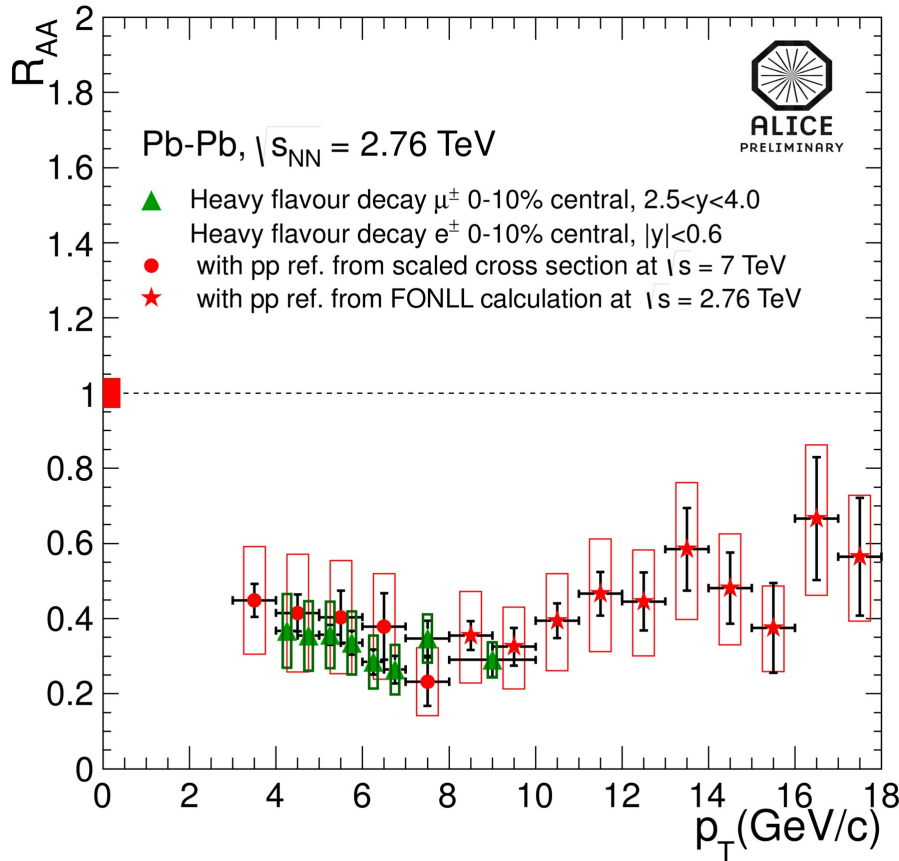 R_AA
2
1.8
1.6
1.4
1.2
1
0.8
0.6
0.4
0.2
0
ALICE
PRELIMINARY
Pb-Pb, √s_NN = 2.76 TeV
Heavy flavour decay μ± 0-10% central, 2.5<y<4.0
Heavy flavour decay e± 0-10% central, |y|<0.6
with pp ref. from scaled cross section at √s = 7 TeV
with pp ref. from FONLL calculation at √s = 2.76 TeV
0 2 4 6 8 10 12 14 16 18
p_T(GeV/c)